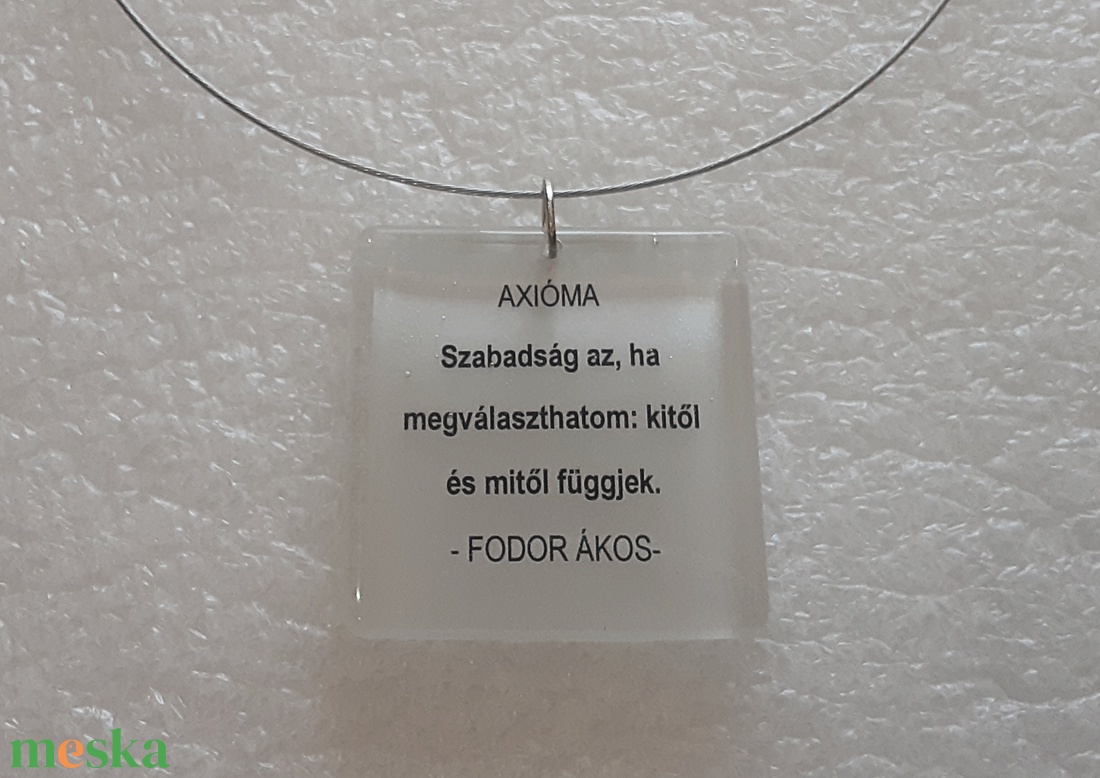 AXIÓMA
Szabadság az, ha
megválaszthatom: kitől
és mitől függjek.
- FODOR ÁKOS-
meska